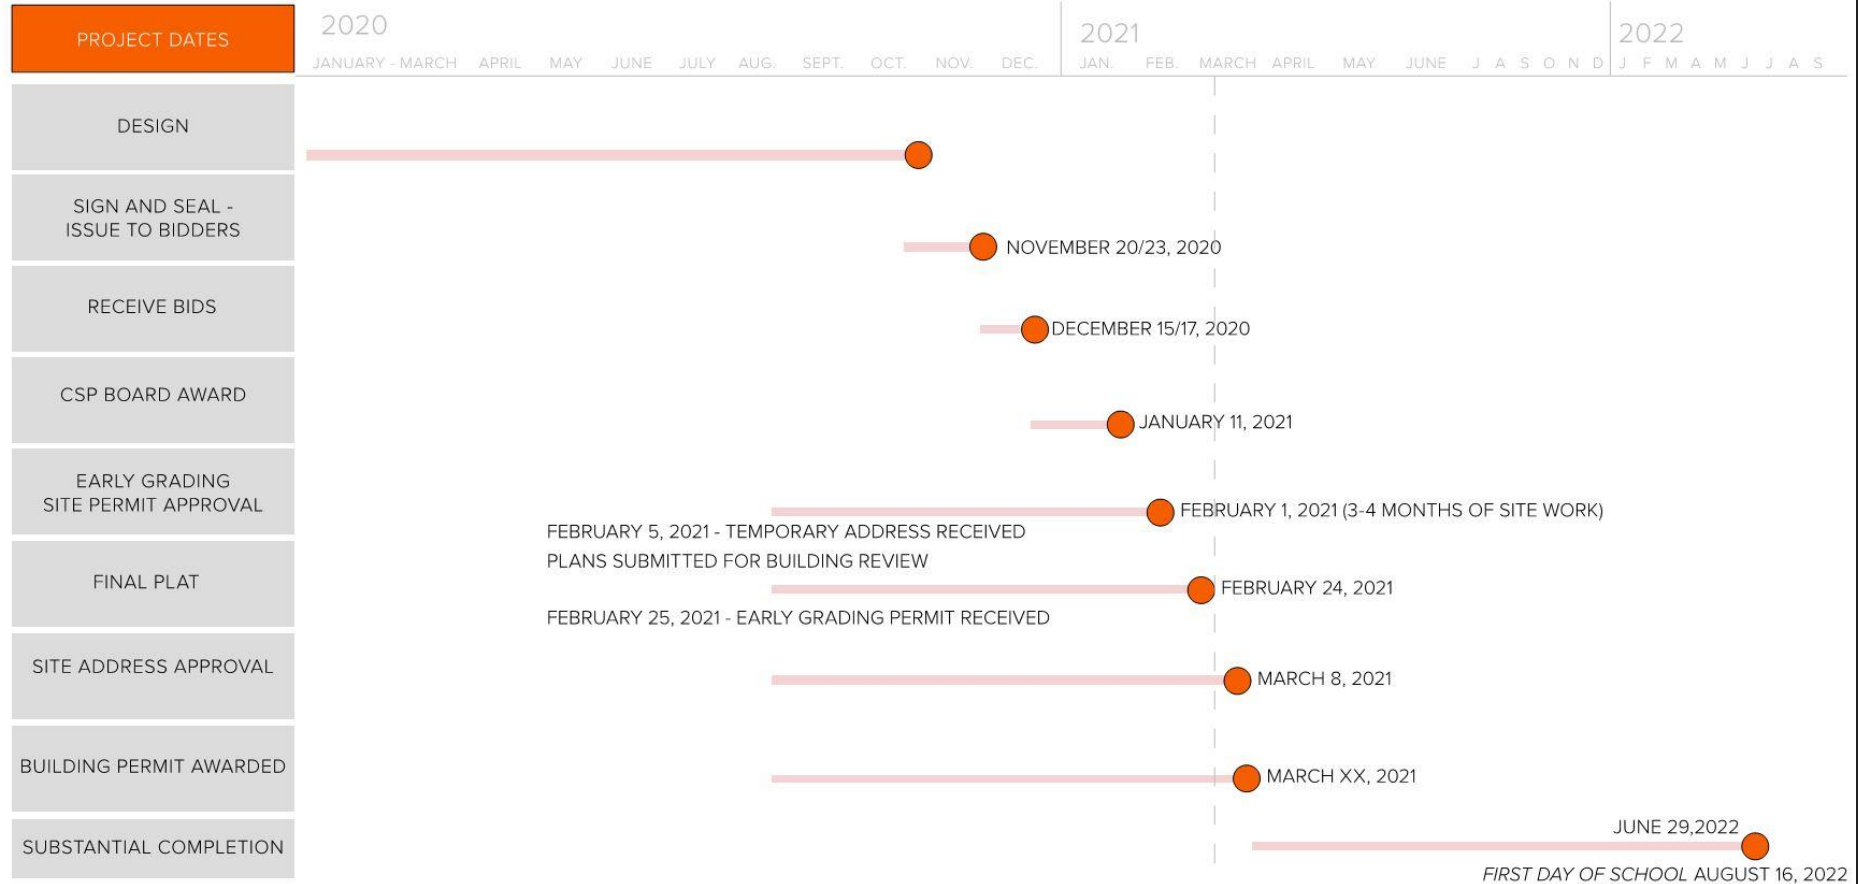 PROJECT DATES
2020
2021
2022
JANUARY - MARCH APRIL MAY JUNE JULY AUG. SEPT. OCT. NOV. DEC. JAN. FEB. MARCH APRIL MAY JUNE J A S O N D J F M A M J J A S
DESIGN
SIGN AND SEAL -
ISSUE TO BIDDERS
NOVEMBER 20/23, 2020
RECEIVE BIDS
DECEMBER 15/17, 2020
CSP BOARD AWARD
JANUARY 11, 2021
EARLY GRADING
SITE PERMIT APPROVAL
FEBRUARY 1, 2021 (3-4 MONTHS OF SITE WORK)
FEBRUARY 5, 2021 - TEMPORARY ADDRESS RECEIVED
PLANS SUBMITTED FOR BUILDING REVIEW
FINAL PLAT
FEBRUARY 24, 2021
FEBRUARY 25, 2021 - EARLY GRADING PERMIT RECEIVED
SITE ADDRESS APPROVAL
MARCH 8, 2021
BUILDING PERMIT AWARDED
MARCH XX, 2021
SUBSTANTIAL COMPLETION
JUNE 29,2022
FIRST DAY OF SCHOOL AUGUST 16, 2022